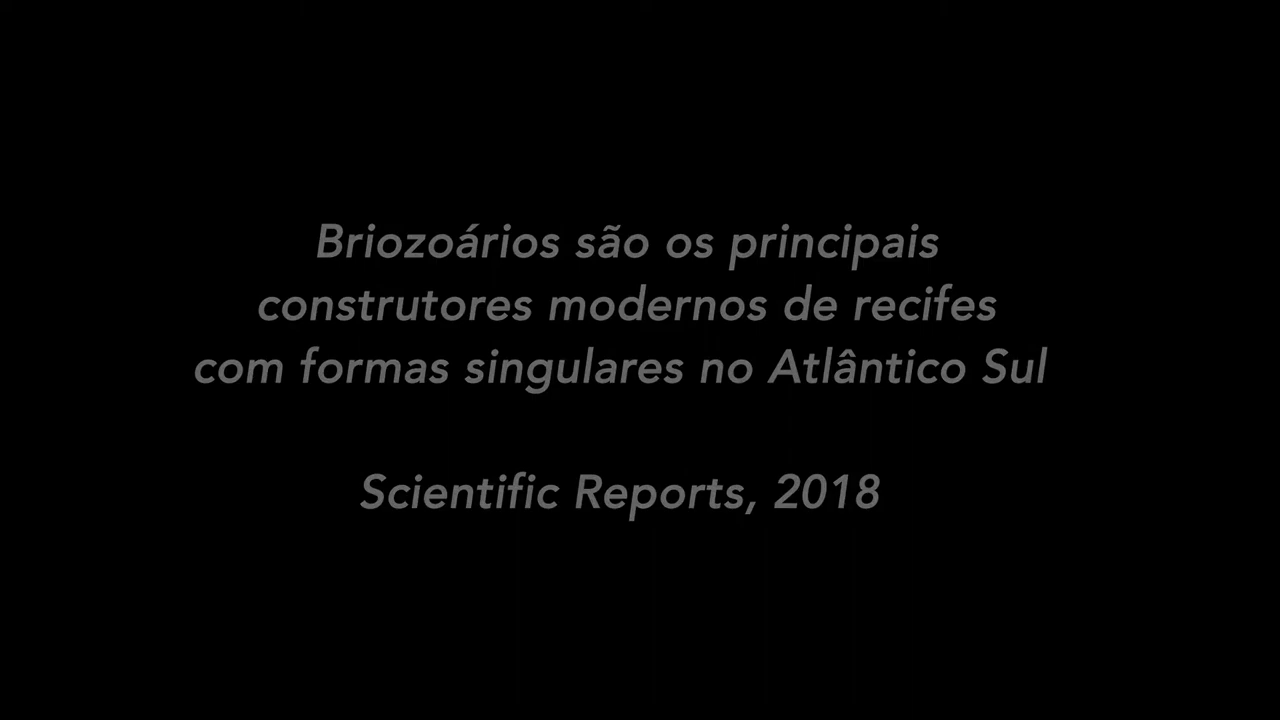 Briozoários são os principais
construtores modernos de recifes
com formas singulares no Atlântico Sul
Scientific Reports, 2018